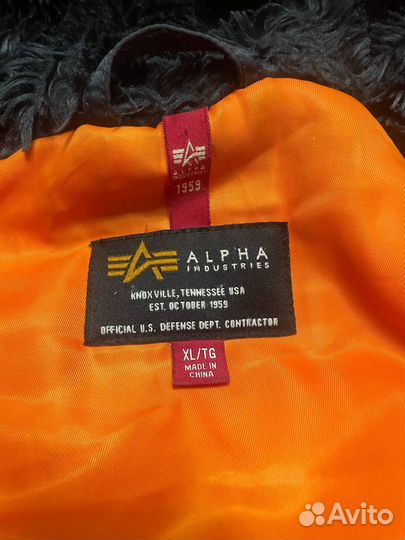 ALPHA
INDUSTRIES
1959
ALPHA
INDUSTRIES
KNOXVILLE, TENNESSEE USA
EST. OCTOBER 1959
OFFICIAL U.S. DEFENSE DEPT. CONTRACTOR
XL/TG
MADE IN
CHINA
Avito